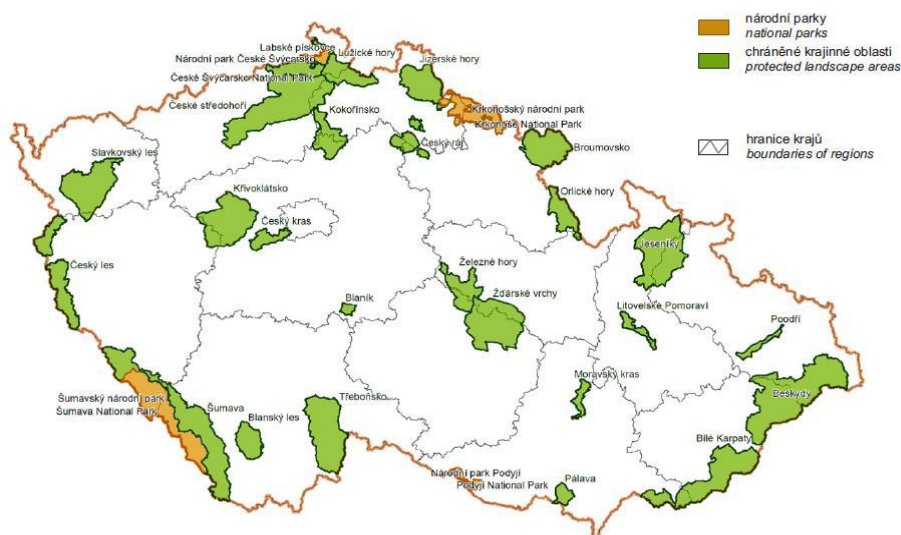 národní parky
national parks
chráněné krajinné oblasti
protected landscape areas
hranice krajů
boundaries of regions
Labské pískovce
Národní park České Švýcarsko
Lužické hory
Jizerské hory
České Švýcarsko National Park
České středohoří
Kokořínsko
Krkonošský národní park
Krkonoše National Park
Český ráj
Broumovsko
Slavkovský les
Křivoklátsko
Orlické hory
Český kras
Jeseníky
Český les
Železné hory
Žďárské vrchy
Blaník
Litovelské Pomoraví
Poodří
Moravský kras
Šumavský národní park
Šumava National Park
Šumava
Blanský les
Třeboňsko
Beskydy
Bílé Karpaty
Národní park Podyjí
Podyjí National Park
Pálava